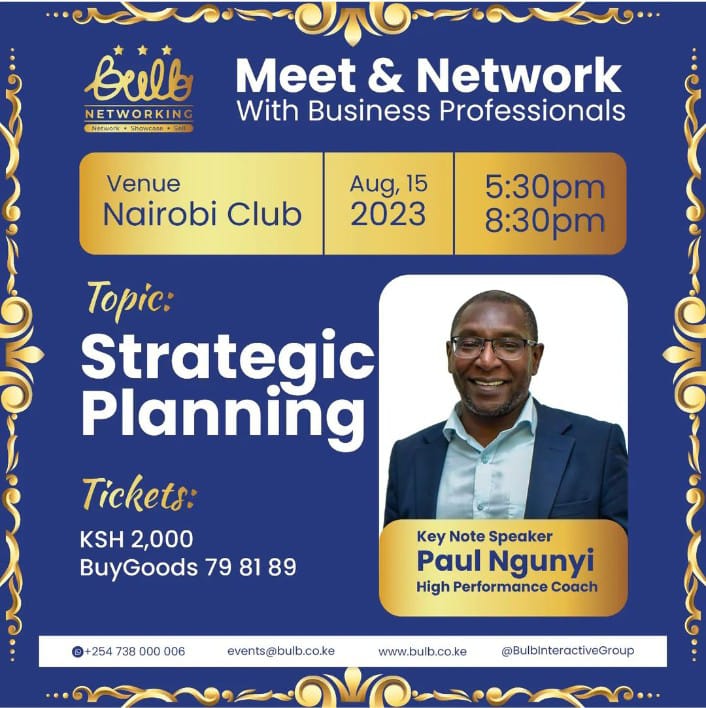 bulb
NETWORKING
Network • Showcase • Sell
Meet & Network
With Business Professionals
Venue
Nairobi Club
Aug, 15
2023
5:30pm
8:30pm
Topic:
Strategic
Planning
Tickets:
KSH 2,000
BuyGoods 79 81 89
Key Note Speaker
Paul Ngunyi
High Performance Coach
+254 738 000 006
events@bulb.co.ke
www.bulb.co.ke
@BulbInteractiveGroup